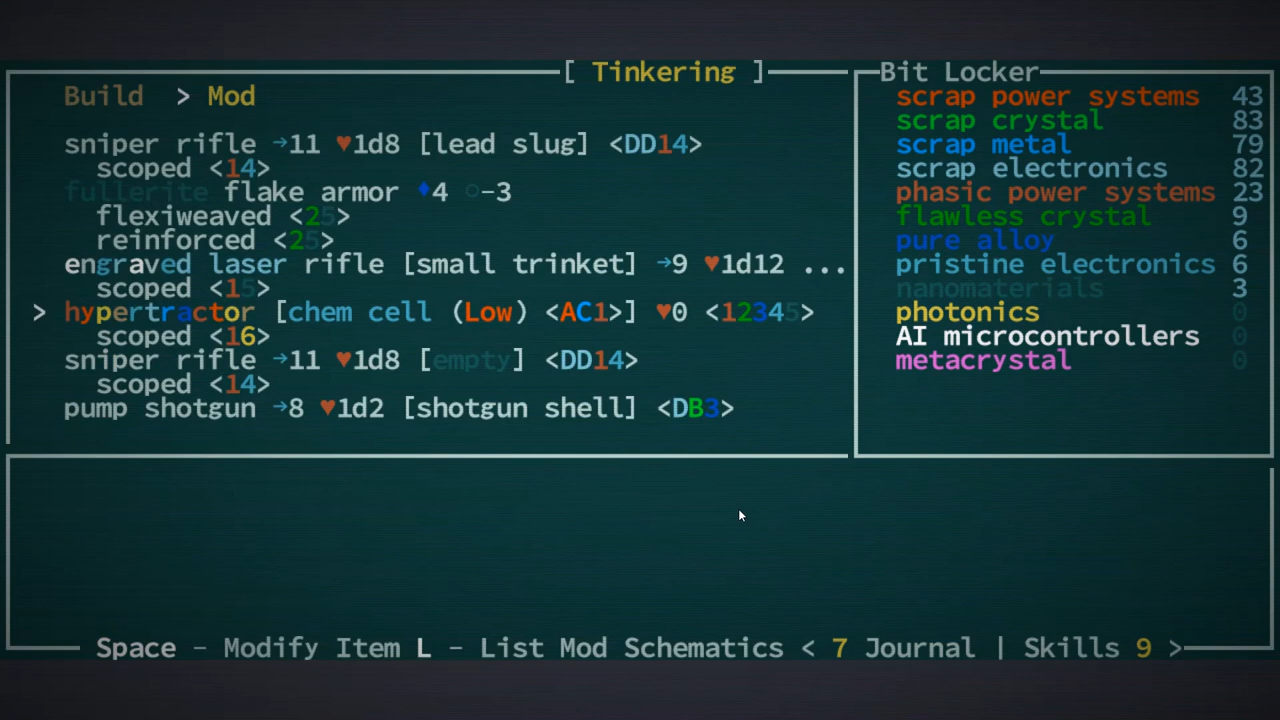 [ Tinkering ]
Build > Mod
sniper rifle →11 ♥1d8 [lead slug] <DD14>
scoped <14>
fullerite flake armor ♦4 ○-3
flexiweaved <25>
reinforced <25>
engraved laser rifle [small trinket] →9 ♥1d12 ...
scoped <15>
> hypertractor [chem cell (Low) <AC1>] ♥0 <12345>
scoped <16>
sniper rifle →11 ♥1d8 [empty] <DD14>
scoped <14>
pump shotgun →8 ♥1d2 [shotgun shell] <DB3>
Bit Locker
scrap power systems 43
scrap crystal 83
scrap metal 79
scrap electronics 82
phasic power systems 23
flawless crystal 9
pure alloy 6
pristine electronics 6
nanomaterials 3
photonics 0
AI microcontrollers 0
metacrystal 0
Space - Modify Item L - List Mod Schematics < 7 Journal | Skills 9 >